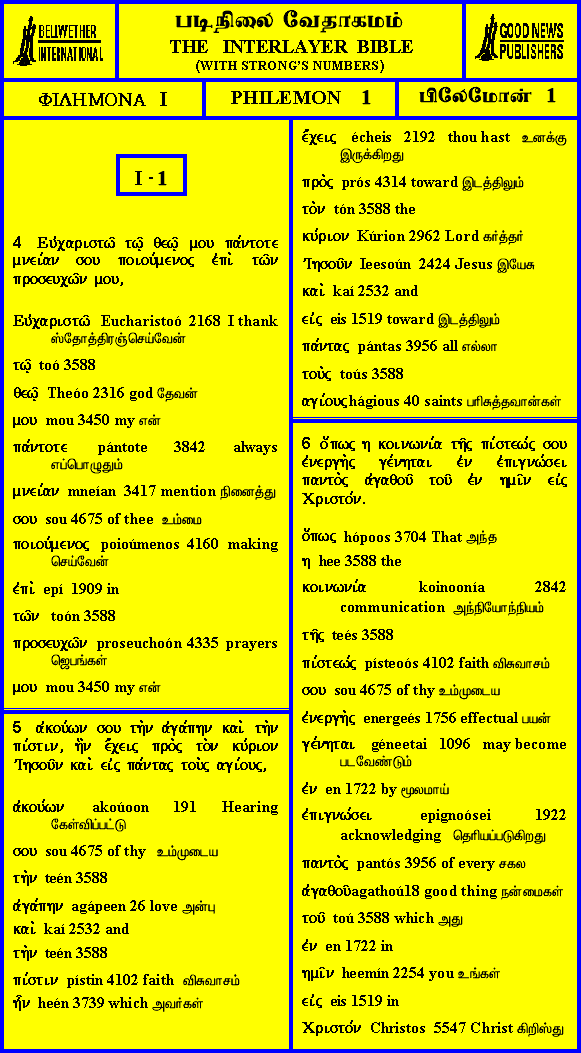 BELLWETHER
INTERNATIONAL
படிநிலை வேதாகமம்
THE INTERLAYER BIBLE
(WITH STRONG'S NUMBERS)
GOOD NEWS
PUBLISHERS
ΦΙΛΗΜΟΝΑ I
PHILEMON 1
பிலேமோன் 1
I - 1
4 Εὐχαριστῶ τῷ θεῷ μου πάντοτε
μνείαν σου ποιούμενος ἐπὶ τῶν
προσευχῶν μου,
Εὐχαριστῶ Eucharistoó 2168 I thank
ஸ்தோத்திரஞ்செய்வேன்
τῷ toó 3588
θεῷ Theóo 2316 god தேவன்
μου mou 3450 my என்
πάντοτε pántote 3842 always
எப்பொழுதும்
μνείαν mneían 3417 mention நினைத்து
σου sou 4675 of thee உம்மை
ποιούμενος poioúmenos 4160 making
செய்வேன்
ἐπὶ epí 1909 in
τῶν toón 3588
προσευχῶν proseuchoón 4335 prayers
ஜெபங்கள்
μου mou 3450 my என்
5 ἀκούων σου τὴν ἀγάπην καὶ τὴν
πίστιν, ἣν ἔχεις πρὸς τὸν κύριον
Ἰησοῦν καὶ εἰς πάντας τοὺς αγίους,
ἀκούων akoúoon 191 Hearing
கேள்விப்பட்டு
σου sou 4675 of thy உம்முடைய
τὴν teén 3588
ἀγάπην agápeen 26 love அன்பு
καὶ kaí 2532 and
τὴν teén 3588
πίστιν pístin 4102 faith விசுவாசம்
ἣν heén 3739 which அவர்கள்
ἔχεις écheis 2192 thou hast உனக்கு
இருக்கிறது
πρὸς prós 4314 toward இடத்திலும்
τὸν tón 3588 the
κύριον Kúrion 2962 Lord கர்த்தர்
Ἰησοῦν Ieesoún 2424 Jesus இயேசு
καὶ kaí 2532 and
εἰς eis 1519 toward இடத்திலும்
πάντας pántas 3956 all எல்லா
τοὺς toús 3588
αγίους hágious 40 saints பரிசுத்தவான்கள்
6 ὅπως η κοινωνία τῆς πίστεώς σου
ἐνεργὴς γένηται ἐν ἐπιγνώσει
παντὸς ἀγαθοῦ τοῦ ἐν ημῖν εἰς
Χριστόν.
ὅπως hópoos 3704 That அந்த
η hee 3588 the
κοινωνία koinoonía 2842
communication அந்நியோந்நியம்
τῆς teés 3588
πίστεώς písteoós 4102 faith விசுவாசம்
σου sou 4675 of thy உம்முடைய
ἐνεργὴς energeés 1756 effectual பயன்
γένηται géneetai 1096 may become
படவேண்டும்
ἐν en 1722 by மூலமாய்
ἐπιγνώσει epignoósei 1922
acknowledging தெரியப்படுகிறது
παντὸς pantós 3956 of every சகல
ἀγαθοῦ agathoú18 good thing நன்மைகள்
τοῦ toú 3588 which அது
ἐν en 1722 in
ημῖν heemín 2254 you உங்கள்
εἰς eis 1519 in
Χριστόν Christos 5547 Christ கிறிஸ்து